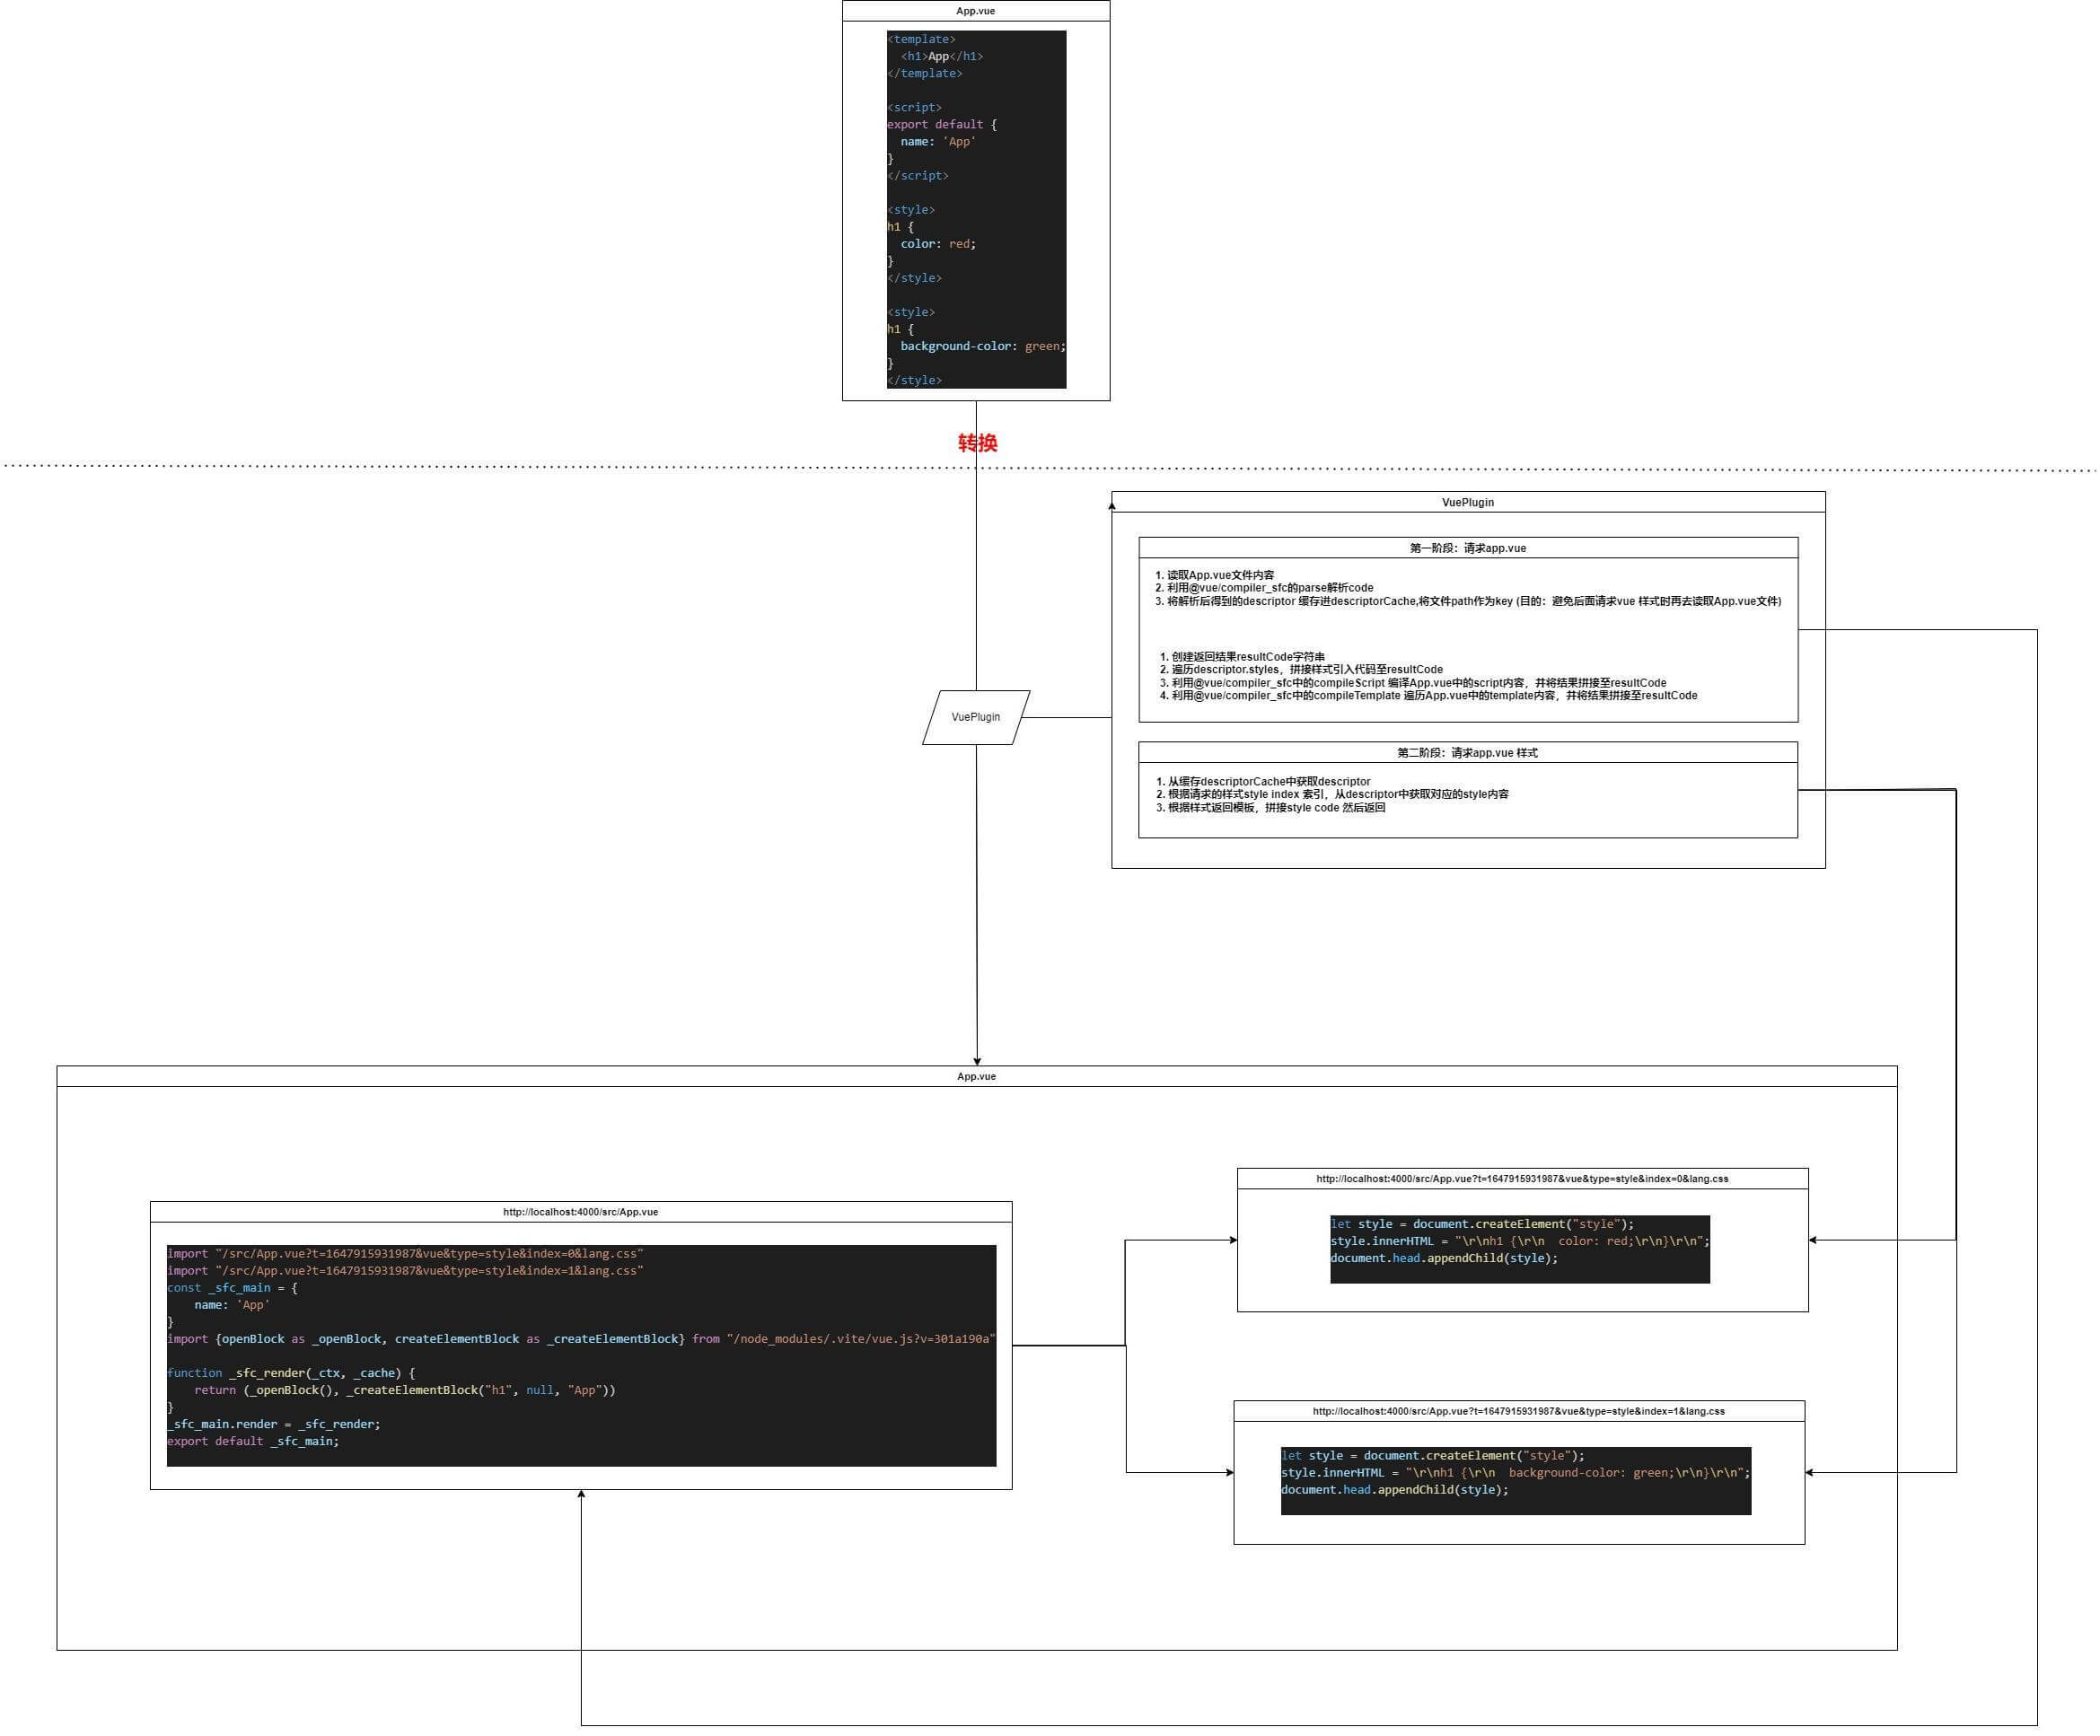 App.vue
<template>
  <h1>App</h1>
</template>
<script>
export default {
  name: 'App'
}
</script>
<style>
h1 {
  color: red;
}
</style>
<style>
h1 {
  background-color: green;
}
</style>
转换
VuePlugin
第一阶段：请求app.vue
1. 读取App.vue文件内容
2. 利用@vue/compiler_sfc的parse解析code
3. 将解析后得到的descriptor 缓存进descriptorCache,将文件path作为key (目的：避免后面请求vue 样式时再去读取App.vue文件)
1. 创建返回结果resultCode字符串
2. 遍历descriptor.styles，拼接样式引入代码至resultCode
3. 利用@vue/compiler_sfc中的compileScript 编译App.vue中的script内容，并将结果拼接至resultCode
4. 利用@vue/compiler_sfc中的compileTemplate 遍历App.vue中的template内容，并将结果拼接至resultCode
VuePlugin
第二阶段：请求app.vue 样式
1. 从缓存descriptorCache中获取descriptor
2. 根据请求的样式style index 索引，从descriptor中获取对应的style内容
3. 根据样式返回模板，拼接style code 然后返回
App.vue
http://localhost:4000/src/App.vue
import "/src/App.vue?t=1647915931987&vue&type=style&index=0&lang.css"
import "/src/App.vue?t=1647915931987&vue&type=style&index=1&lang.css"
const _sfc_main = {
    name: 'App'
}
import {openBlock as _openBlock, createElementBlock as _createElementBlock} from "/node_modules/.vite/vue.js?v=301a190a"
function _sfc_render(_ctx, _cache) {
    return (_openBlock(), _createElementBlock("h1", null, "App"))
}
_sfc_main.render = _sfc_render;
export default _sfc_main;
http://localhost:4000/src/App.vue?t=1647915931987&vue&type=style&index=0&lang.css
let style = document.createElement("style");
style.innerHTML = "\r\nh1 {\r\n  color: red;\r\n}\r\n";
document.head.appendChild(style);
http://localhost:4000/src/App.vue?t=1647915931987&vue&type=style&index=1&lang.css
let style = document.createElement("style");
style.innerHTML = "\r\nh1 {\r\n  background-color: green;\r\n}\r\n";
document.head.appendChild(style);